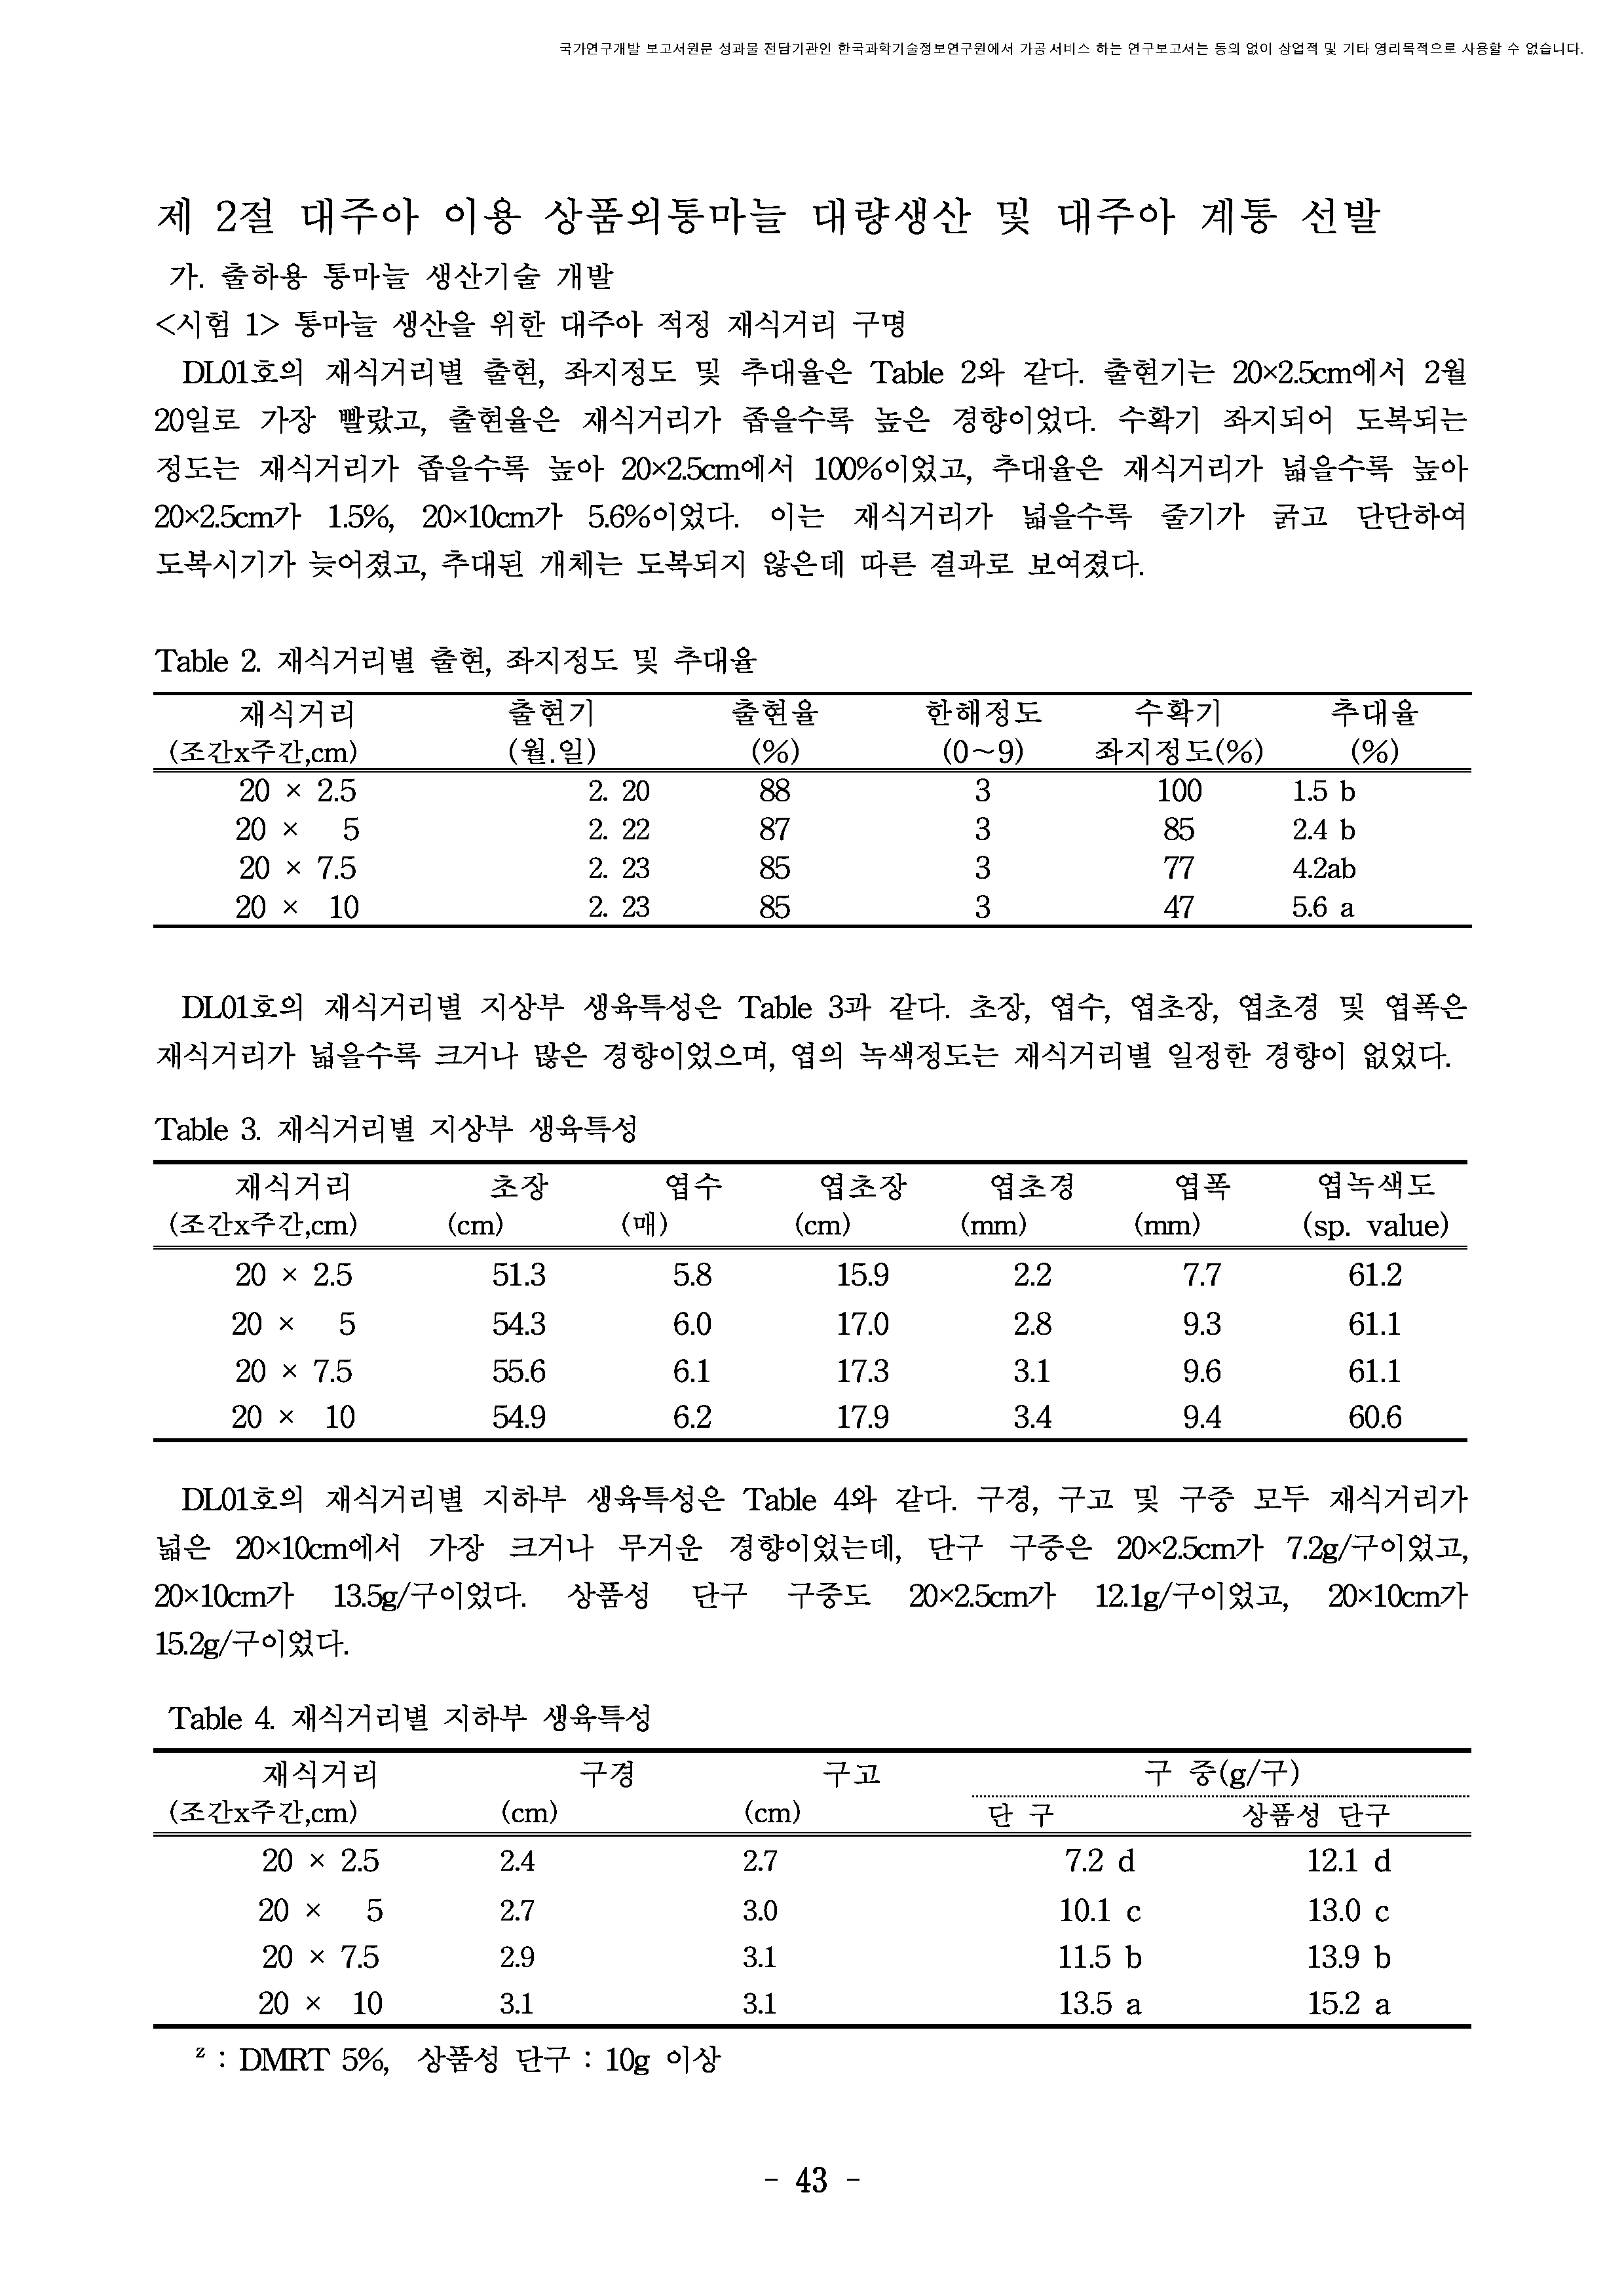 국가연구개발 보고서원문 성과물 전담기관인 한국과학기술정보연구원에서 가공·서비스 하는 연구보고서는 동의 없이 상업적 및 기타 영리목적으로 사용할 수 없습니다.
제 2절 대주아 이용 상품외통마늘 대량생산 및 대주아 계통 선발
가. 출하용 통마늘 생산기술 개발
<시험 1> 통마늘 생산을 위한 대주아 적정 재식거리 구명
DL01호의 재식거리별 출현, 좌지정도 및 추대율은 Table 2와 같다. 출현기는 20×2.5cm에서 2월
20일로 가장 빨랐고, 출현율은 재식거리가 좁을수록 높은 경향이었다. 수확기 좌지되어 도복되는
정도는 재식거리가 좁을수록 높아 20×2.5cm에서 100%이었고, 추대율은 재식거리가 넓을수록 높아
20×2.5cm가 1.5%, 20×10cm가 5.6%이었다. 이는 재식거리가 넓을수록 줄기가 굵고 단단하여
도복시기가 늦어졌고, 추대된 개체는 도복되지 않은데 따른 결과로 보여졌다.
Table 2. 재식거리별 출현, 좌지정도 및 추대율
재식거리 출현기 출현율 한해정도 수확기 추대율
(조간x주간,cm) (월.일) (%) (0~9) 좌지정도(%) (%)
20 × 2.5 2. 20 88 3 100 1.5 b
20 × 5 2. 22 87 3 85 2.4 b
20 × 7.5 2. 23 85 3 77 4.2ab
20 × 10 2. 23 85 3 47 5.6 a
DL01호의 재식거리별 지상부 생육특성은 Table 3과 같다. 초장, 엽수, 엽초장, 엽초경 및 엽폭은
재식거리가 넓을수록 크거나 많은 경향이었으며, 엽의 녹색정도는 재식거리별 일정한 경향이 없었다.
Table 3. 재식거리별 지상부 생육특성
재식거리 초장 엽수 엽초장 엽초경 엽폭 엽녹색도
(조간x주간,cm) (cm) (매) (cm) (mm) (mm) (sp. value)
20 × 2.5 51.3 5.8 15.9 2.2 7.7 61.2
20 × 5 54.3 6.0 17.0 2.8 9.3 61.1
20 × 7.5 55.6 6.1 17.3 3.1 9.6 61.1
20 × 10 54.9 6.2 17.9 3.4 9.4 60.6
DL01호의 재식거리별 지하부 생육특성은 Table 4와 같다. 구경, 구고 및 구중 모두 재식거리가
넓은 20×10cm에서 가장 크거나 무거운 경향이었는데, 단구 구중은 20×2.5cm가 7.2g/구이었고,
20×10cm가 13.5g/구이었다. 상품성 단구 구중도 20×2.5cm가 12.1g/구이었고, 20×10cm가
15.2g/구이었다.
Table 4. 재식거리별 지하부 생육특성
재식거리 구경 구고 구 중(g/구)
(조간x주간,cm) (cm) (cm) 단 구 상품성 단구
20 × 2.5 2.4 2.7 7.2 d 12.1 d
20 × 5 2.7 3.0 10.1 c 13.0 c
20 × 7.5 2.9 3.1 11.5 b 13.9 b
20 × 10 3.1 3.1 13.5 a 15.2 a
ᶻ : DMRT 5%, 상품성 단구 : 10g 이상
- 43 -